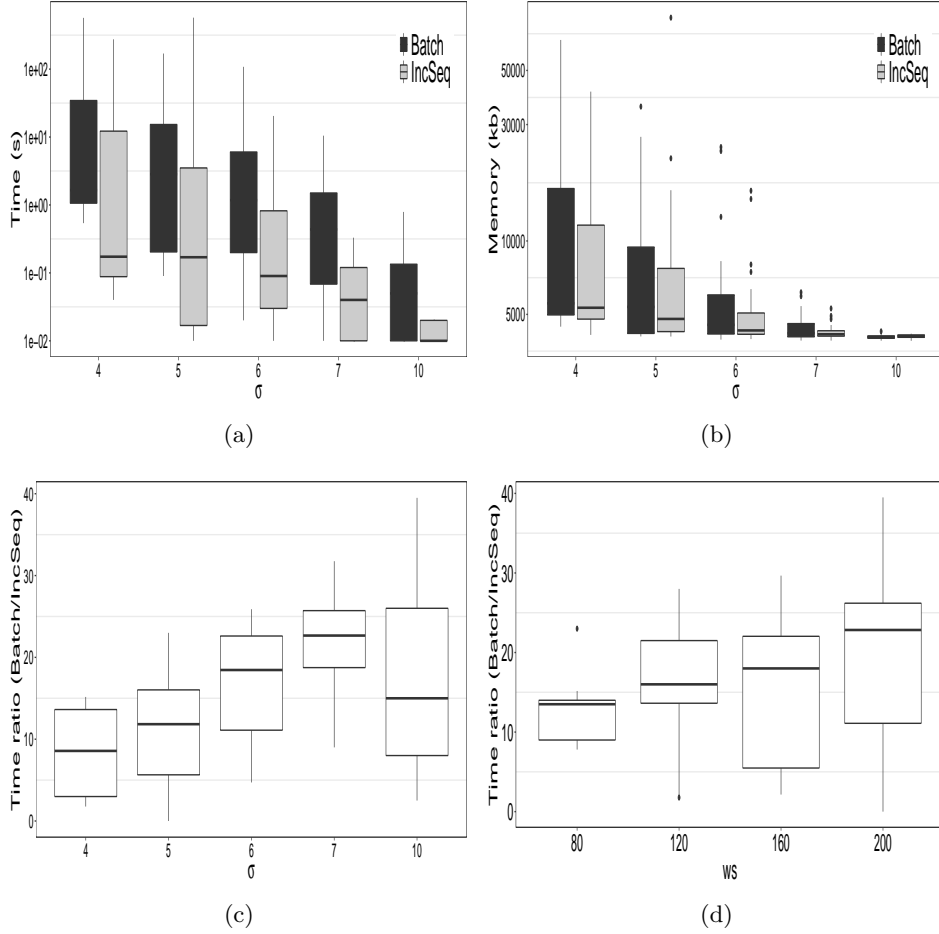 Time (s)
1e+02
1e+01
1e+00
1e−01
1e−02
Batch
IncSeq
4 5 6 7 10
σ
(a)
Memory (kb)
50000
30000
10000
5000
Batch
IncSeq
4 5 6 7 10
σ
(b)
Time ratio (Batch/IncSeq)
40
30
20
10
0
4 5 6 7 10
σ
(c)
Time ratio (Batch/IncSeq)
40
30
20
10
0
80 120 160 200
ws
(d)